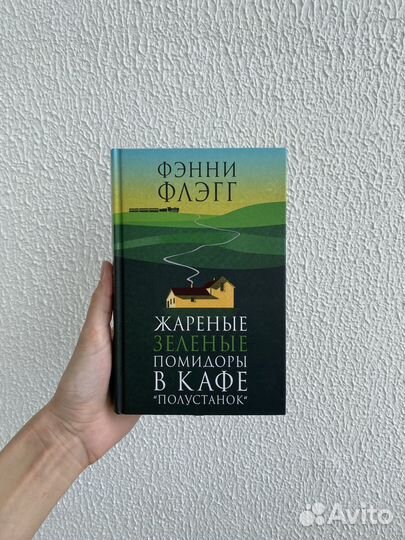 ФЭННИ
ФЛЭГГ
ЖАРЕНЫЕ
ЗЕЛЕНЫЕ
ПОМИДОРЫ
В КАФЕ
"ПОЛУСТАНОК"
Avito